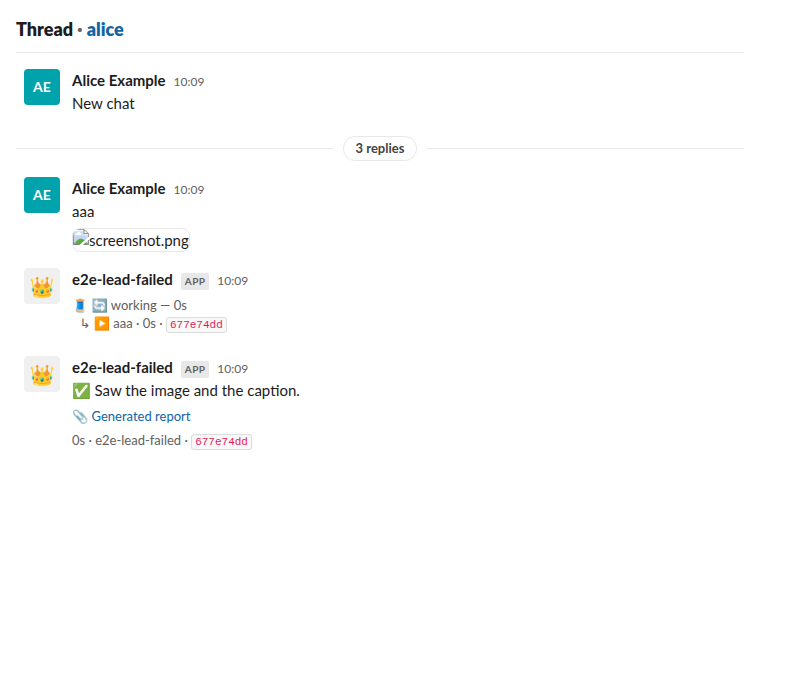 Thread · alice
AE
Alice Example 10:09
New chat
3 replies
AE
Alice Example 10:09
aaa
screenshot.png
e2e-lead-failed APP 10:09
🧵 🔄 working — 0s
↳ ▶️ aaa · 0s · 677e74dd
e2e-lead-failed APP 10:09
✅ Saw the image and the caption.
📎 Generated report
0s · e2e-lead-failed · 677e74dd